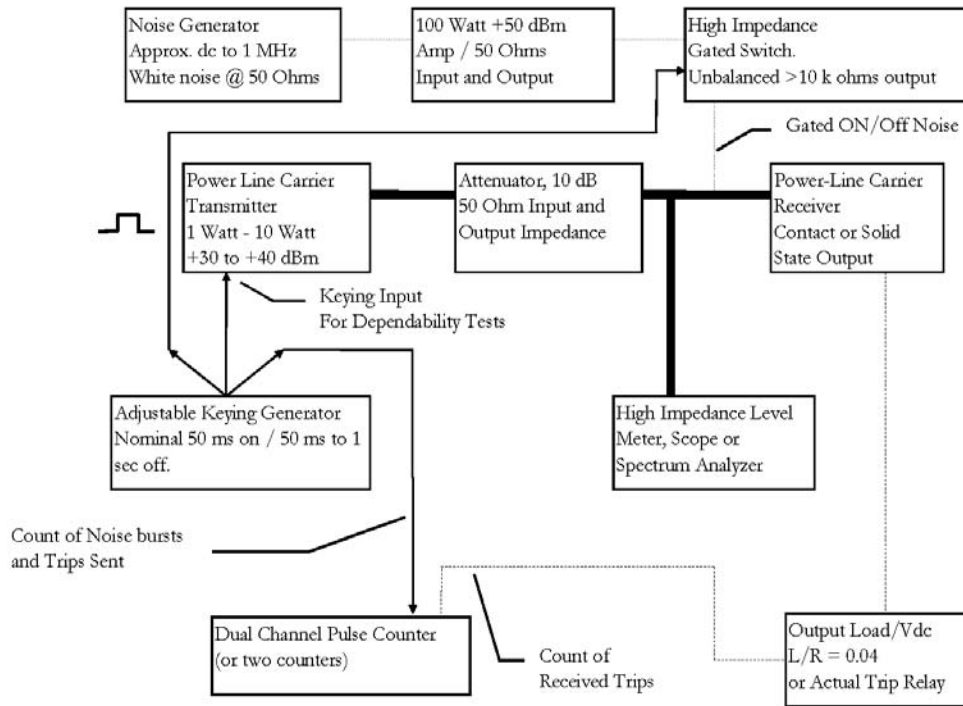 Noise Generator
Approx. dc to 1 MHz
White noise @ 50 Ohms
100 Watt +50 dBm
Amp / 50 Ohms
Input and Output
High Impedance
Gated Switch.
Unbalanced >10 k ohms output
Gated ON/Off Noise
Power Line Carrier
Transmitter
1 Watt - 10 Watt
+30 to +40 dBm
Attenuator, 10 dB
50 Ohm Input and
Output Impedance
Power-Line Carrier
Receiver
Contact or Solid
State Output
Keying Input
For Dependability Tests
Adjustable Keying Generator
Nominal 50 ms on / 50 ms to 1
sec off.
High Impedance Level
Meter, Scope or
Spectrum Analyzer
Count of Noise bursts
and Trips Sent
Dual Channel Pulse Counter
(or two counters)
Count of
Received Trips
Output Load/Vdc
L/R = 0.04
or Actual Trip Relay